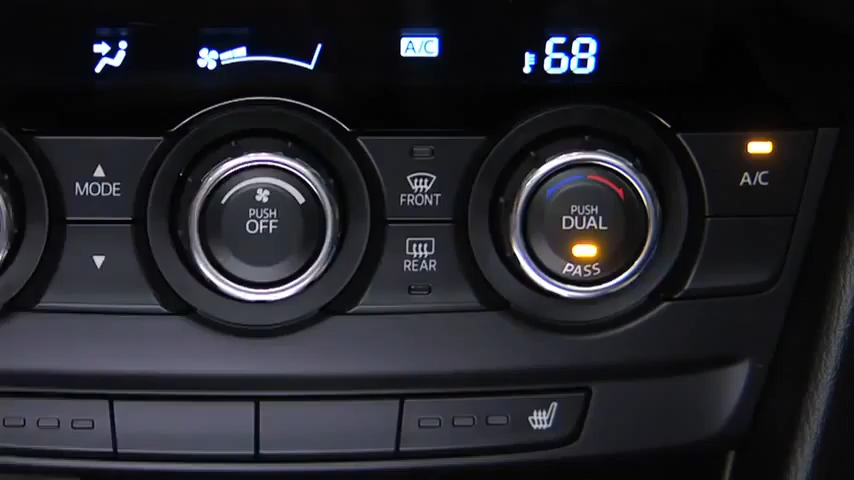 A/C
68
MODE
PUSH
OFF
FRONT
REAR
PUSH
DUAL
PASS
A/C